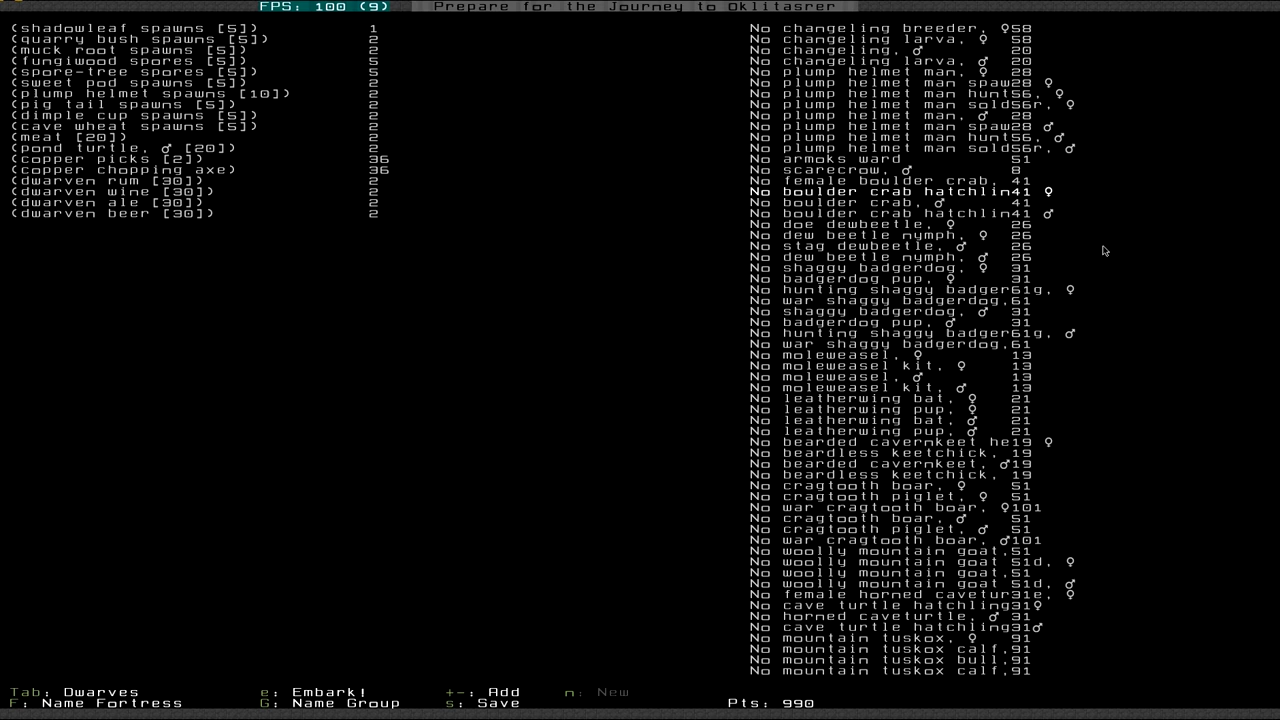 FPS: 100 (9) Prepare for the Journey to Oklitasrer
(shadowleaf spawns [5]) 1
(quarry bush spawns [5]) 2
(muck root spawns [5]) 2
(fungiwood spores [5]) 5
(spore-tree spores [5]) 5
(sweet pod spawns [5]) 2
(plump helmet spawns [10]) 2
(pig tail spawns [5]) 2
(dimple cup spawns [5]) 2
(cave wheat spawns [5]) 2
(meat [20]) 2
(pond turtle, ♂ [20]) 2
(copper picks [2]) 36
(copper chopping axe) 36
(dwarven rum [30]) 2
(dwarven wine [30]) 2
(dwarven ale [30]) 2
(dwarven beer [30]) 2
No changeling breeder, ♀58
No changeling larva, ♀ 58
No changeling, ♂ 20
No changeling larva, ♂ 20
No plump helmet man, ♀ 28
No plump helmet man spaw28 ♀
No plump helmet man hunt56, ♀
No plump helmet man sold56r, ♀
No plump helmet man, ♂ 28
No plump helmet man spaw28 ♂
No plump helmet man hunt56, ♂
No plump helmet man sold56r, ♂
No armoks ward 51
No scarecrow, ♂ 8
No female boulder crab, 41
No boulder crab hatchlin41 ♀
No boulder crab, ♂ 41
No boulder crab hatchlin41 ♂
No doe dewbeetle, ♀ 26
No dew beetle nymph, ♀ 26
No stag dewbeetle, ♂ 26
No dew beetle nymph, ♂ 26
No shaggy badgerdog, ♀ 31
No badgerdog pup, ♀ 31
No hunting shaggy badger61g, ♀
No war shaggy badgerdog,61
No shaggy badgerdog, ♂ 31
No badgerdog pup, ♂ 31
No hunting shaggy badger61g, ♂
No war shaggy badgerdog,61
No moleweasel, ♀ 13
No moleweasel kit, ♀ 13
No moleweasel, ♂ 13
No moleweasel kit, ♂ 13
No leatherwing bat, ♀ 21
No leatherwing pup, ♀ 21
No leatherwing bat, ♂ 21
No leatherwing pup, ♂ 21
No bearded cavernkeet he19 ♀
No beardless keetchick, 19
No bearded cavernkeet, ♂19
No beardless keetchick, 19
No cragtooth boar, ♀ 51
No cragtooth piglet, ♀ 51
No war cragtooth boar, ♀101
No cragtooth boar, ♂ 51
No cragtooth piglet, ♂ 51
No war cragtooth boar, ♂101
No woolly mountain goat,51
No woolly mountain goat 51d, ♀
No woolly mountain goat,51
No woolly mountain goat 51d, ♂
No female horned cavetur31e, ♀
No cave turtle hatchling31♀
No horned caveturtle, ♂ 31
No cave turtle hatchling31♂
No mountain tuskox, ♀ 91
No mountain tuskox calf,91
No mountain tuskox bull,91
No mountain tuskox calf,91
Tab: Dwarves e: Embark! +-: Add n: New
F: Name Fortress G: Name Group s: Save Pts: 990